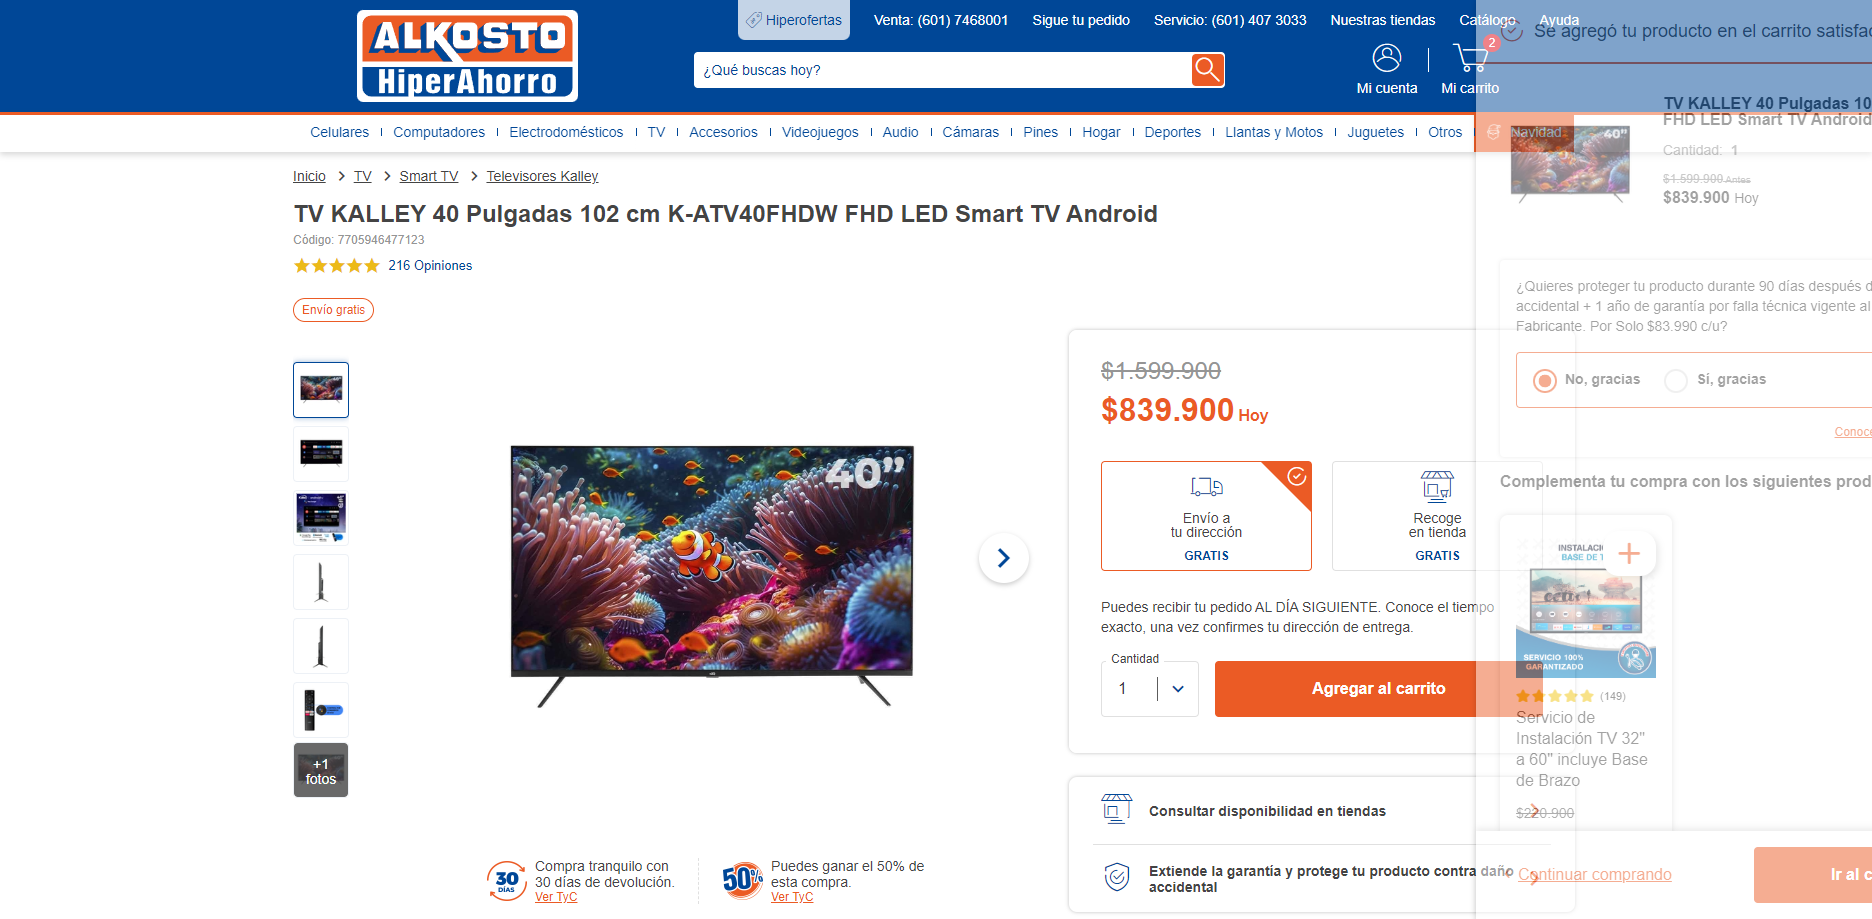 ALKOSTO
HiperAhorro
Hiperofertas
Venta: (601) 7468001
Sigue tu pedido
Servicio: (601) 407 3033
Nuestras tiendas
Catálogo
Ayuda
¿Qué buscas hoy?
Mi cuenta
2
Mi carrito
Celulares
Computadores
Electrodomésticos
TV
Accesorios
Videojuegos
Audio
Cámaras
Pines
Hogar
Deportes
Llantas y Motos
Juguetes
Otros
Navidad
Inicio > TV > Smart TV > Televisores Kalley
TV KALLEY 40 Pulgadas 102 cm K-ATV40FHDW FHD LED Smart TV Android
Código: 7705946477123
216 Opiniones
Envío gratis
+1
fotos
40”
$1.599.900
$839.900 Hoy
Envío a
tu dirección
GRATIS
Recoge
en tienda
GRATIS
Puedes recibir tu pedido AL DÍA SIGUIENTE. Conoce el tiempo
exacto, una vez confirmes tu dirección de entrega.
Cantidad
1
Agregar al carrito
Consultar disponibilidad en tiendas
Extiende la garantía y protege tu producto contra daño
accidental
30
DÍAS
Compra tranquilo con
30 días de devolución.
Ver TyC
50%
Puedes ganar el 50% de
esta compra.
Ver TyC
Se agregó tu producto en el carrito satisfac
TV KALLEY 40 Pulgadas 10
FHD LED Smart TV Android
40”
Cantidad: 1
$1.599.900 Antes
$839.900 Hoy
¿Quieres proteger tu producto durante 90 días después d
accidental + 1 año de garantía por falla técnica vigente al
Fabricante. Por Solo $83.990 c/u?
No, gracias
Sí, gracias
Conoce
Complementa tu compra con los siguientes prod
INSTALACI
BASE DE T
SERVICIO 100%
GARANTIZADO
(149)
Servicio de
Instalación TV 32"
a 60" incluye Base
de Brazo
$220.900
Continuar comprando
Ir al c